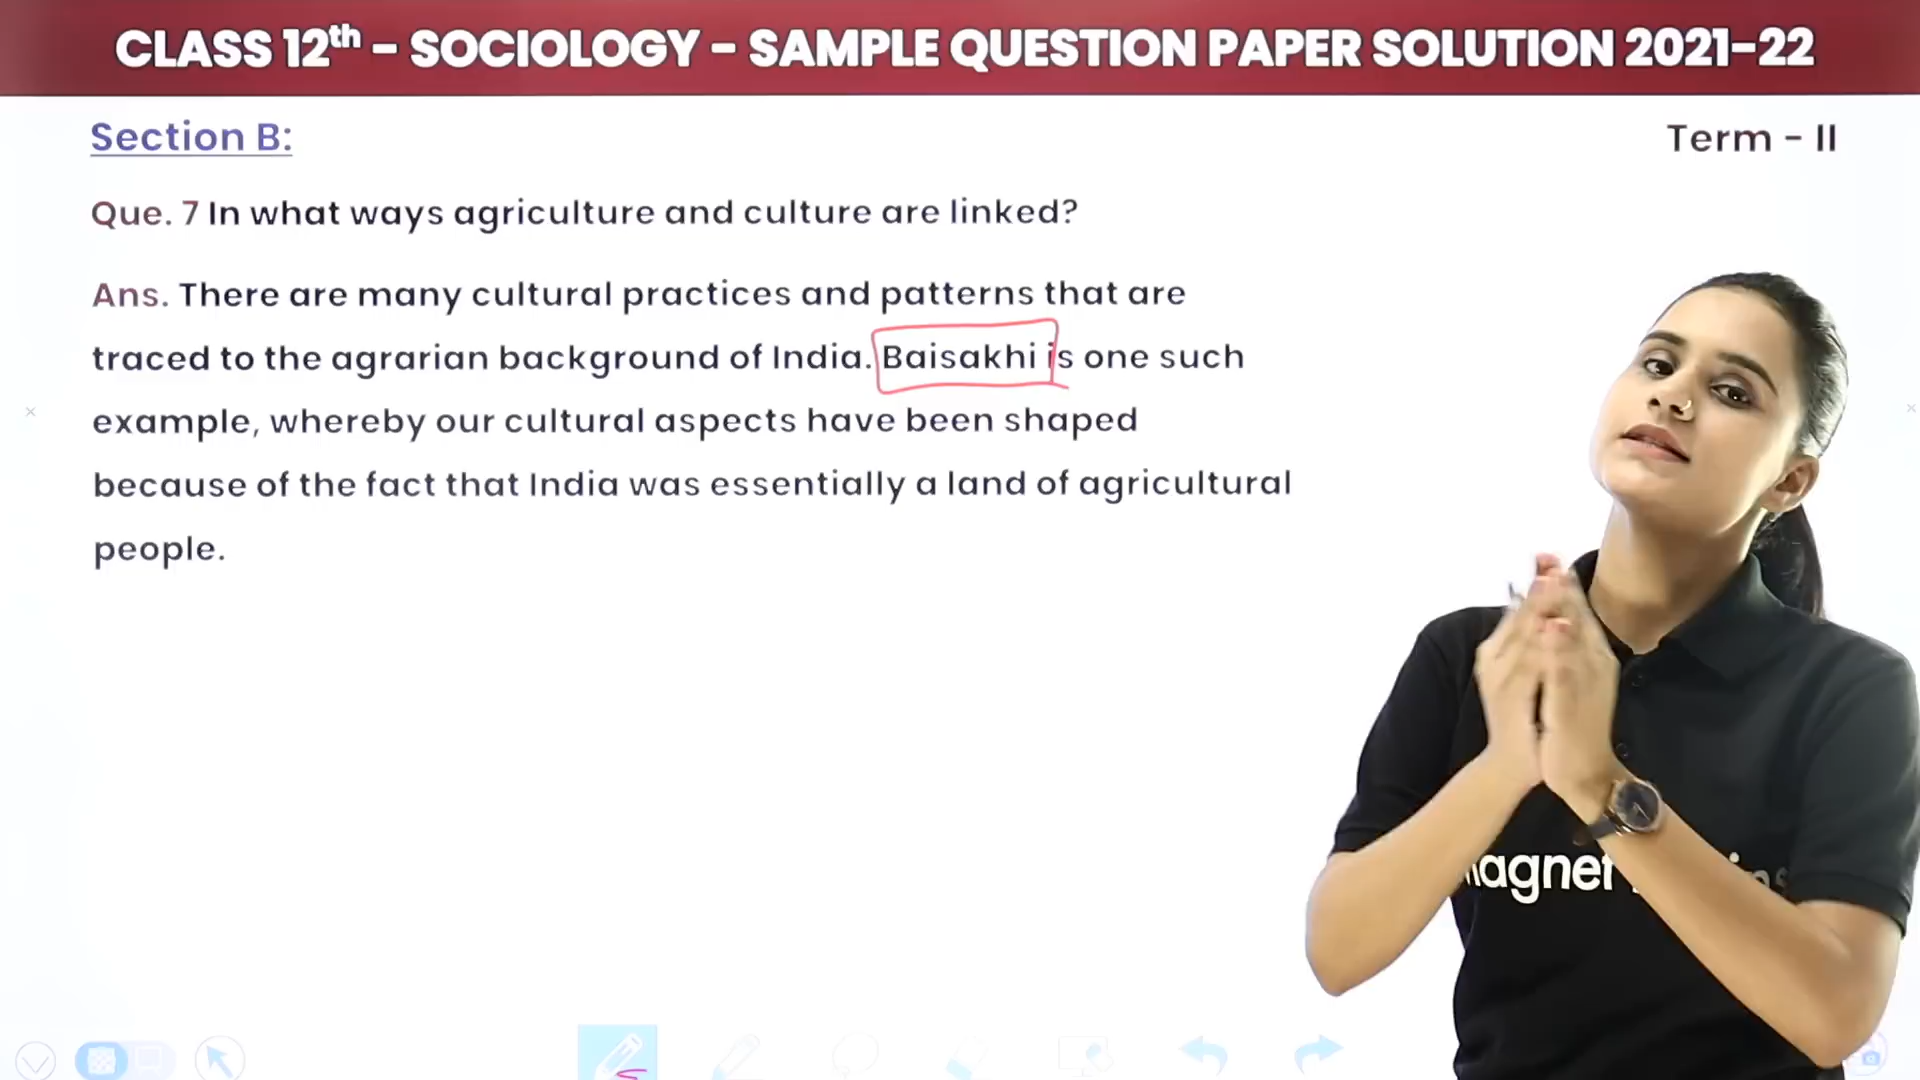 CLASS 12th - SOCIOLOGY - SAMPLE QUESTION PAPER SOLUTION 2021-22
Section B:
Term - II
Que. 7 In what ways agriculture and culture are linked?
Ans. There are many cultural practices and patterns that are
traced to the agrarian background of India. Baisakhi is one such
example, whereby our cultural aspects have been shaped
because of the fact that India was essentially a land of agricultural
people.